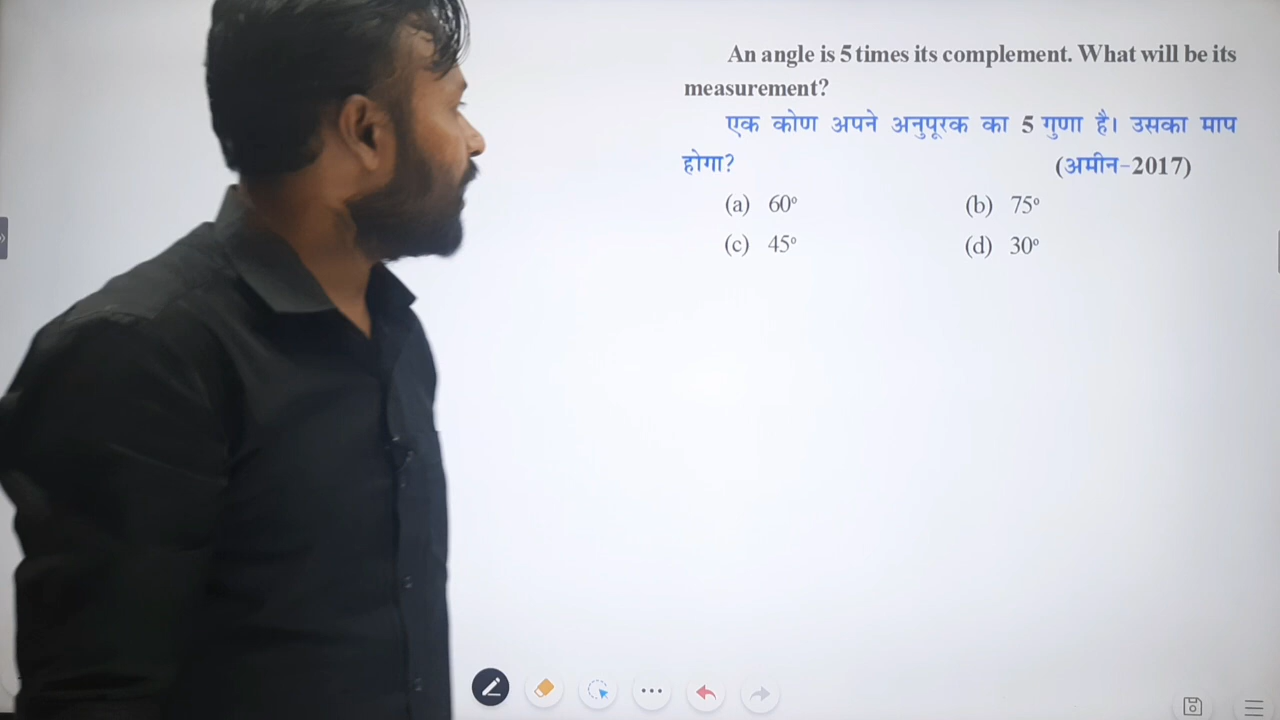 An angle is 5 times its complement. What will be its
measurement?
एक कोण अपने अनुपूरक का 5 गुणा है। उसका माप
होगा? (अमीन-2017)
(a) 60° (b) 75°
(c) 45° (d) 30°